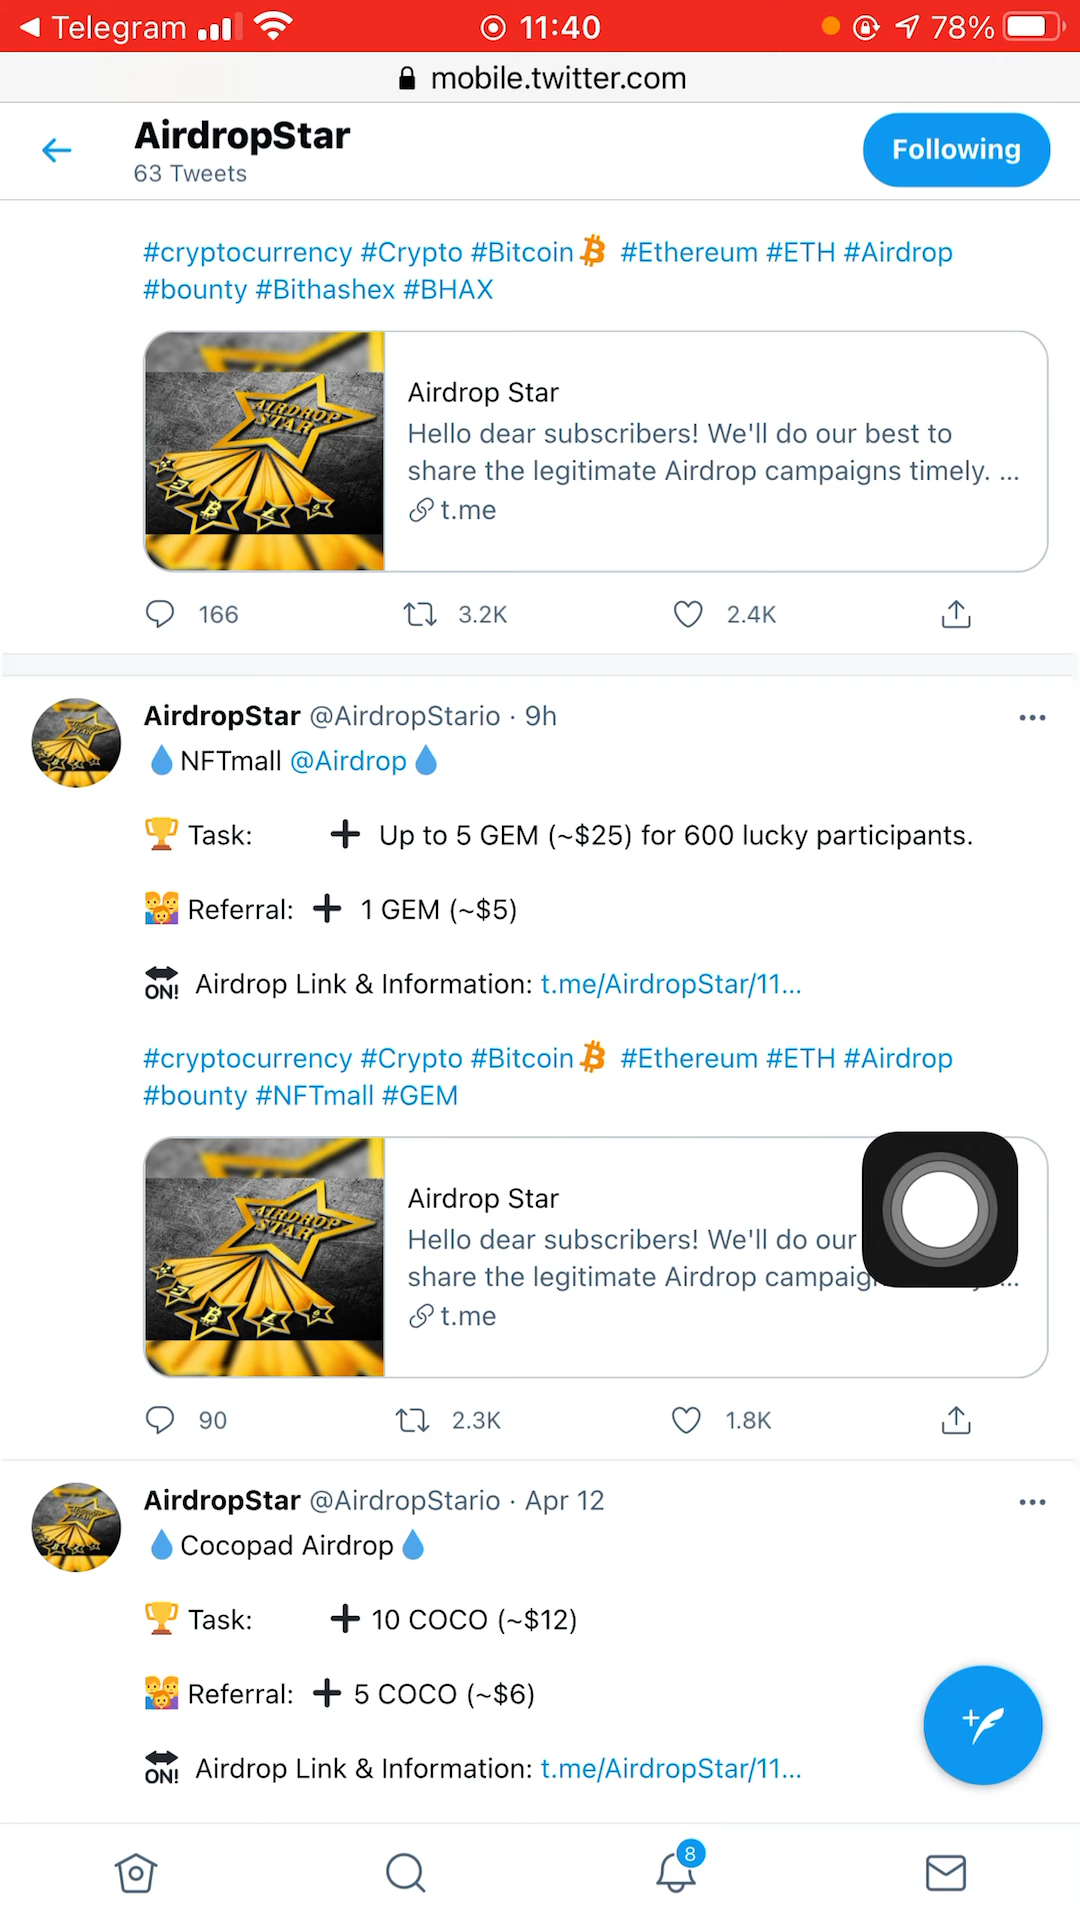 Telegram 11:40 78%
mobile.twitter.com
AirdropStar
63 Tweets
Following
#cryptocurrency #Crypto #Bitcoin #Ethereum #ETH #Airdrop
#bounty #Bithashex #BHAX
AIRDROP
STAR
Airdrop Star
Hello dear subscribers! We'll do our best to
share the legitimate Airdrop campaigns timely. ...
t.me
166 3.2K 2.4K
AirdropStar @AirdropStario · 9h
💧NFTmall @Airdrop💧
🏆 Task: ➕ Up to 5 GEM (~$25) for 600 lucky participants.
👪 Referral: ➕ 1 GEM (~$5)
🔛 Airdrop Link & Information: t.me/AirdropStar/11...
#cryptocurrency #Crypto #Bitcoin #Ethereum #ETH #Airdrop
#bounty #NFTmall #GEM
AIRDROP
STAR
Airdrop Star
Hello dear subscribers! We'll do our
share the legitimate Airdrop ...
t.me
90 2.3K 1.8K
AirdropStar @AirdropStario · Apr 12
💧Cocopad Airdrop💧
🏆 Task: ➕ 10 COCO (~$12)
👪 Referral: ➕ 5 COCO (~$6)
🔛 Airdrop Link & Information: t.me/AirdropStar/11...
8